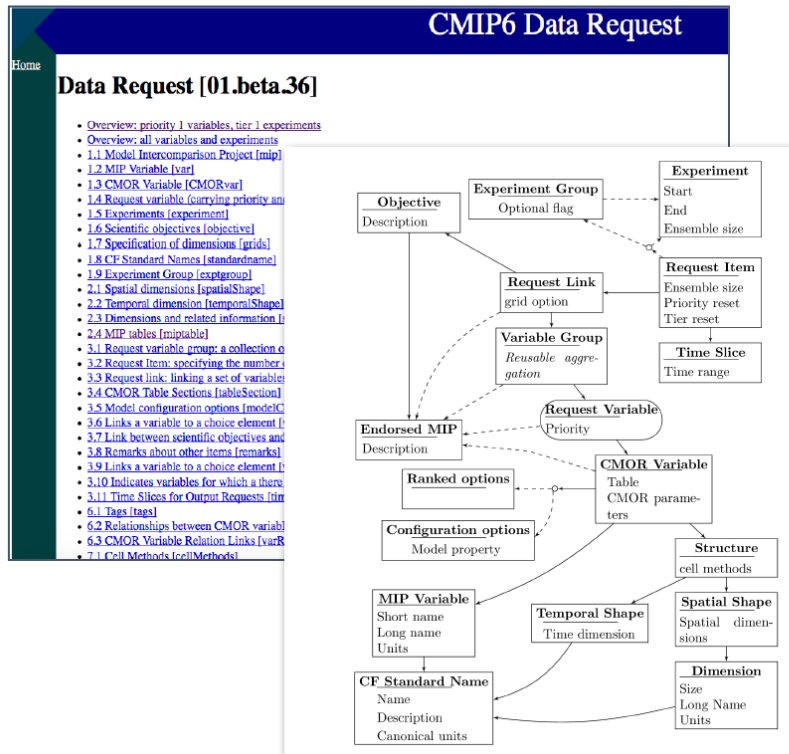 CMIP6 Data Request
Home
Data Request [01.beta.36]
Overview: priority 1 variables, tier 1 experiments
Overview: all variables and experiments
1.1 Model Intercomparison Project [mip]
1.2 MIP Variable [var]
1.3 CMOR Variable [CMORvar]
1.4 Request variable (carrying priority an
1.5 Experiments [experiment]
1.6 Scientific objectives [objective]
1.7 Specification of dimensions [grids]
1.8 CF Standard Names [standardname]
1.9 Experiment Group [exptgroup]
2.1 Spatial dimensions [spatialShape]
2.2 Temporal dimension [temporalShape]
2.3 Dimensions and related information [
2.4 MIP tables [miptable]
3.1 Request variable group: a collection o
3.2 Request Item: specifying the number
3.3 Request link: linking a set of variables
3.4 CMOR Table Sections [tableSection]
3.5 Model configuration options [modelC
3.6 Links a variable to a choice element [
3.7 Link between scientific objectives and
3.8 Remarks about other items [remarks]
3.9 Links a variable to a choice element [
3.10 Indicates variables for which a there
3.11 Time Slices for Output Requests [tim
6.1 Tags [tags]
6.2 Relationships between CMOR variabl
6.3 CMOR Variable Relation Links [varR
7.1 Cell Methods [cellMethods]
Experiment
Start
End
Ensemble size
Experiment Group
Optional flag
Objective
Description
Request Item
Ensemble size
Priority reset
Tier reset
Request Link
grid option
Variable Group
Reusable aggre-
gation
Time Slice
Time range
Request Variable
Priority
Endorsed MIP
Description
CMOR Variable
Table
CMOR parame-
ters
Ranked options
Configuration options
Model property
Structure
cell methods
MIP Variable
Short name
Long name
Units
Temporal Shape
Time dimension
Spatial Shape
Spatial dimen-
sions
CF Standard Name
Name
Description
Canonical units
Dimension
Size
Long Name
Units